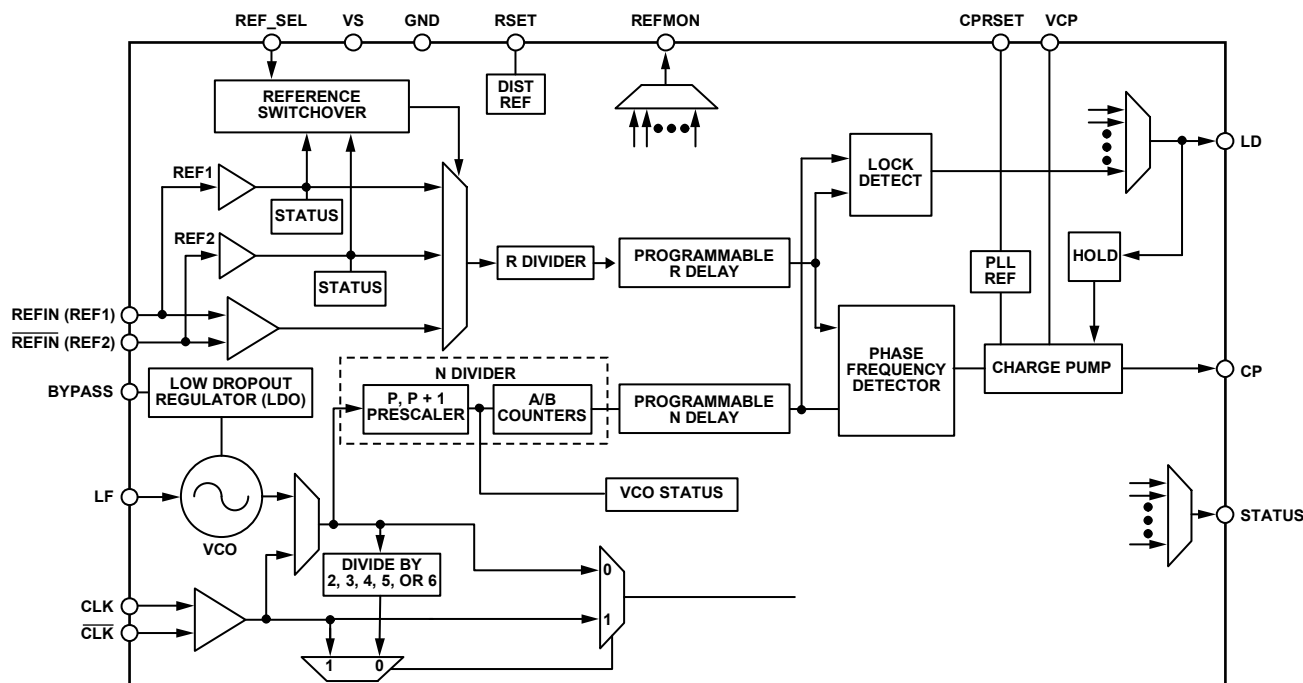 REF_SEL VS GND RSET REFMON CPRSET VCP
REFERENCE
SWITCHOVER
DIST
REF
LD
LOCK
DETECT
REF1
STATUS
REF2
STATUS
R DIVIDER
PROGRAMMABLE
R DELAY
PLL
REF
HOLD
REFIN (REF1)
REFIN (REF2)
BYPASS
LOW DROPOUT
REGULATOR (LDO)
N DIVIDER
P, P + 1
PRESCALER
A/B
COUNTERS
PROGRAMMABLE
N DELAY
PHASE
FREQUENCY
DETECTOR
CHARGE PUMP
CP
LF
VCO
VCO STATUS
STATUS
DIVIDE BY
2, 3, 4, 5, OR 6
0
1
CLK
CLK
1 0